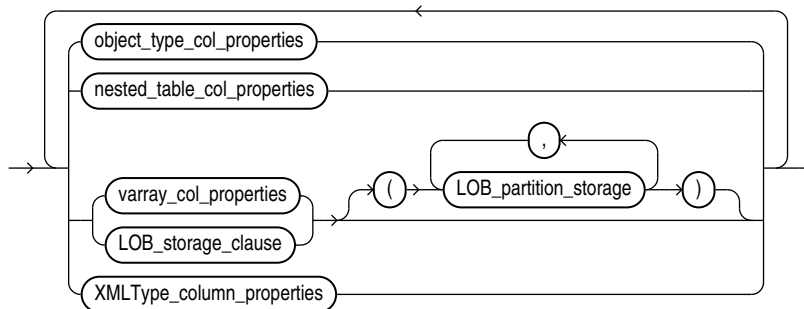 object_type_col_properties
nested_table_col_properties
,
varray_col_properties ( LOB_partition_storage )
LOB_storage_clause
XMLType_column_properties